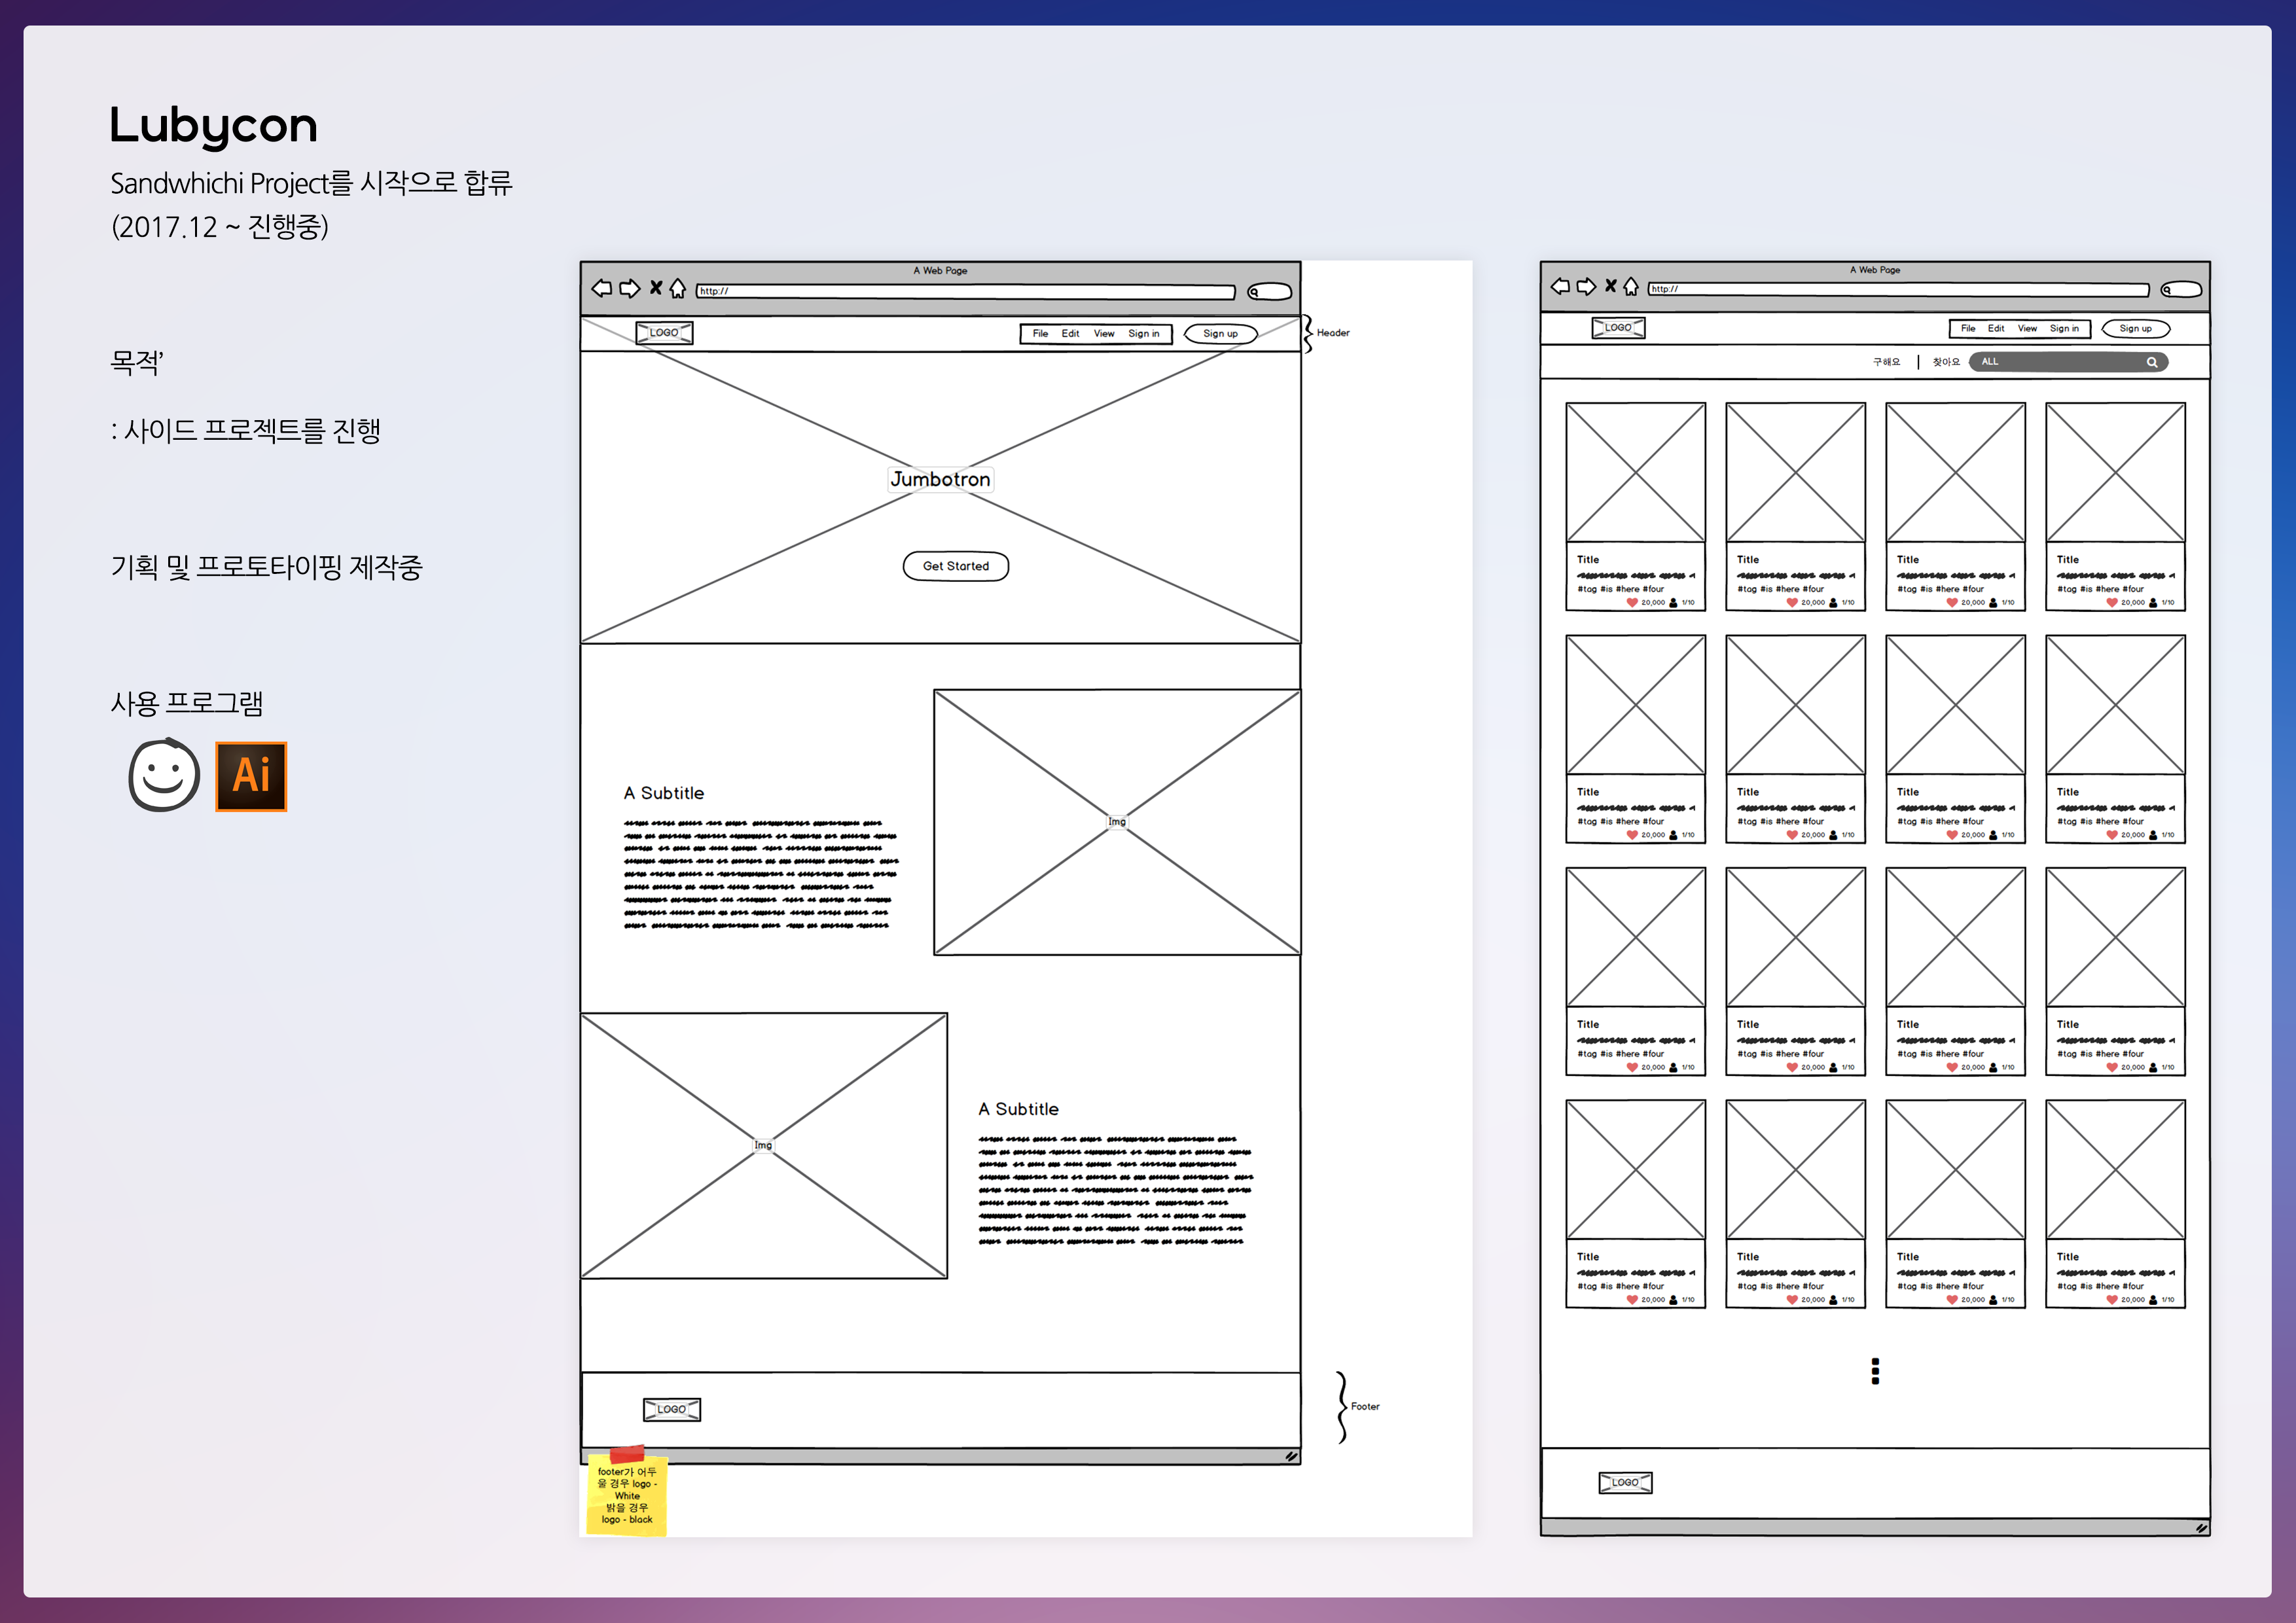 Lubycon
Sandwhichi Project를 시작으로 합류
(2017.12 ~ 진행중)
목적’
: 사이드 프로젝트를 진행
기획 및 프로토타이핑 제작중
사용 프로그램
Ai
A Web Page
http://
LOGO
File Edit View Sign in
Sign up
Header
Jumbotron
Get Started
A Subtitle
Img
Img
A Subtitle
LOGO
Footer
footer가 어두
울 경우 logo -
White
밝을 경우
logo - black
A Web Page
http://
LOGO
File Edit View Sign in
Sign up
구해요 | 찾아요
ALL
Title Title Title Title
#tag #is #here #four #tag #is #here #four #tag #is #here #four #tag #is #here #four
20,000 1/10 20,000 1/10 20,000 1/10 20,000 1/10
Title Title Title Title
#tag #is #here #four #tag #is #here #four #tag #is #here #four #tag #is #here #four
20,000 1/10 20,000 1/10 20,000 1/10 20,000 1/10
Title Title Title Title
#tag #is #here #four #tag #is #here #four #tag #is #here #four #tag #is #here #four
20,000 1/10 20,000 1/10 20,000 1/10 20,000 1/10
Title Title Title Title
#tag #is #here #four #tag #is #here #four #tag #is #here #four #tag #is #here #four
20,000 1/10 20,000 1/10 20,000 1/10 20,000 1/10
LOGO